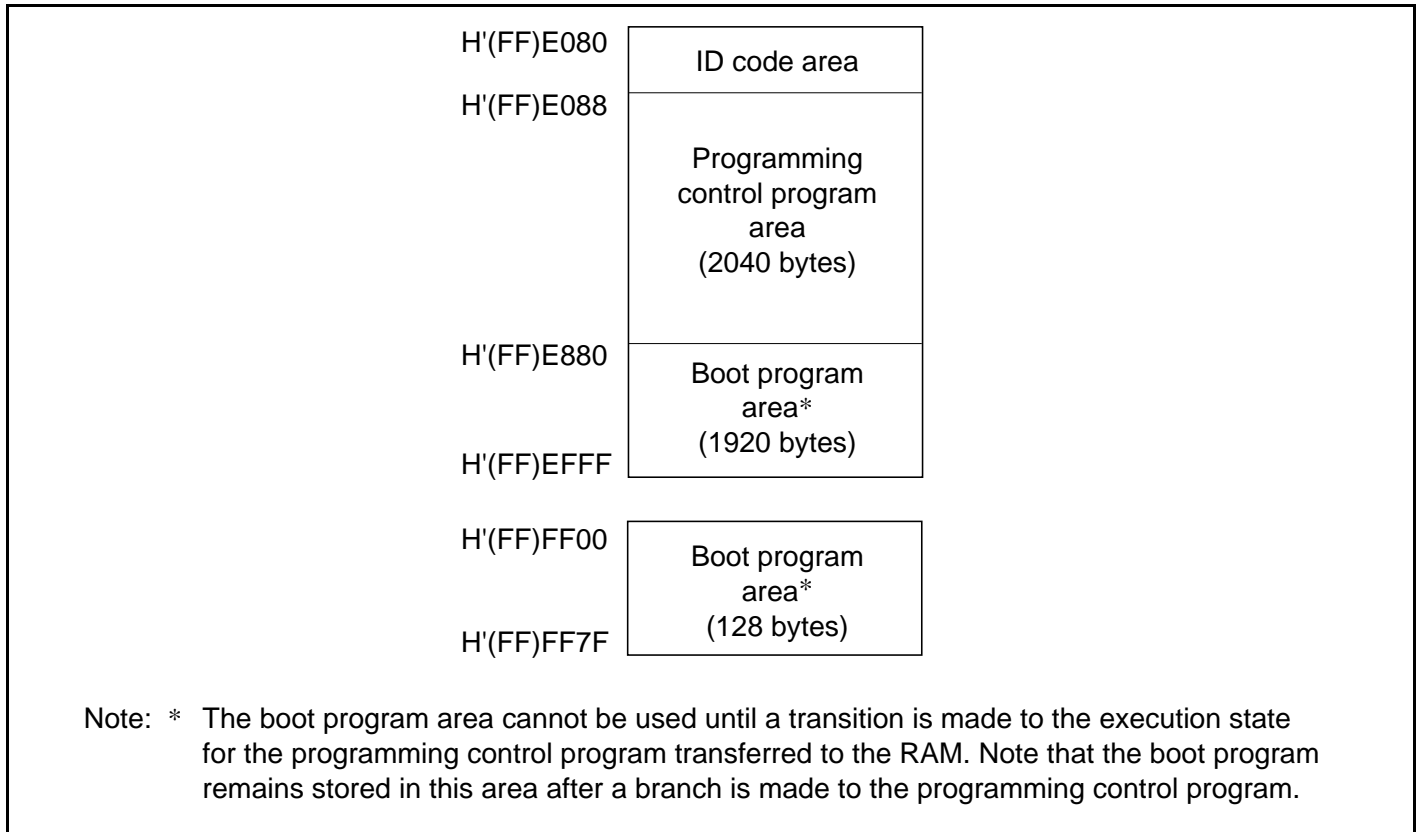 H'(FF)E080
ID code area
H'(FF)E088
Programming
control program
area
(2040 bytes)
H'(FF)E880
Boot program
area*
(1920 bytes)
H'(FF)EFFF
H'(FF)FF00
Boot program
area*
(128 bytes)
H'(FF)FF7F
Note: * The boot program area cannot be used until a transition is made to the execution state
for the programming control program transferred to the RAM. Note that the boot program
remains stored in this area after a branch is made to the programming control program.